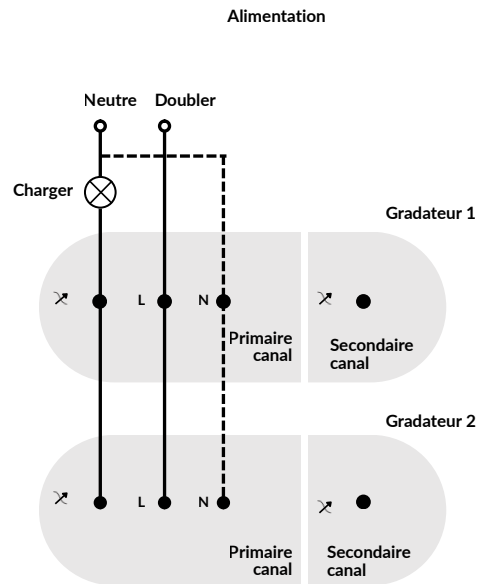 Alimentation
Neutre Doubler
Charger
Gradateur 1
L N
Primaire
canal
Secondaire
canal
Gradateur 2
L N
Primaire
canal
Secondaire
canal